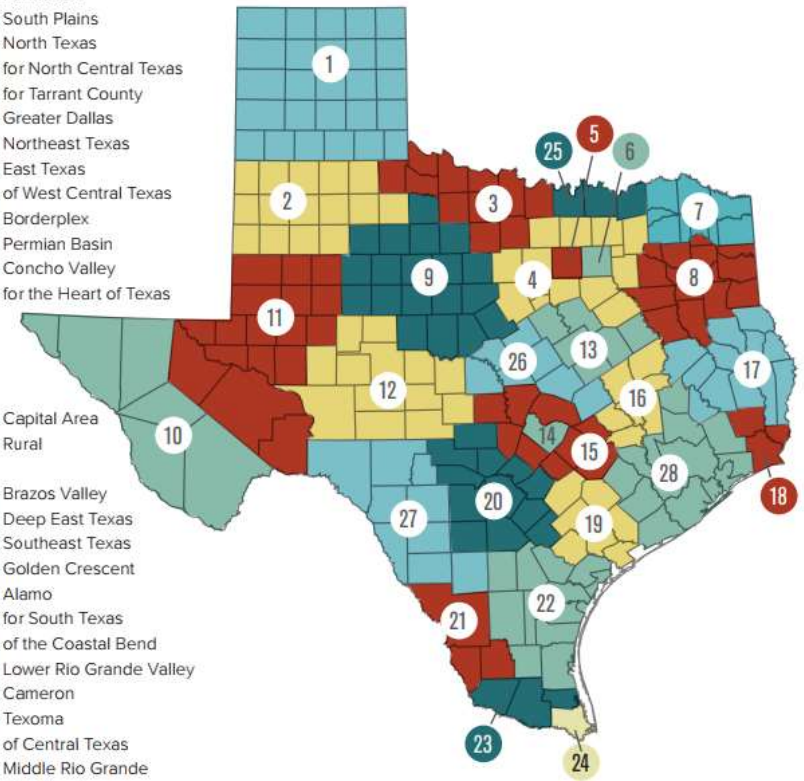 South Plains
North Texas
for North Central Texas
for Tarrant County
Greater Dallas
Northeast Texas
East Texas
of West Central Texas
Borderplex
Permian Basin
Concho Valley
for the Heart of Texas
Capital Area
Rural
Brazos Valley
Deep East Texas
Southeast Texas
Golden Crescent
Alamo
for South Texas
of the Coastal Bend
Lower Rio Grande Valley
Cameron
Texoma
of Central Texas
Middle Rio Grande
1
5
25
6
2
3
7
9
4
8
11
13
26
17
12
16
10
14
15
28
18
20
27
19
22
21
23
24